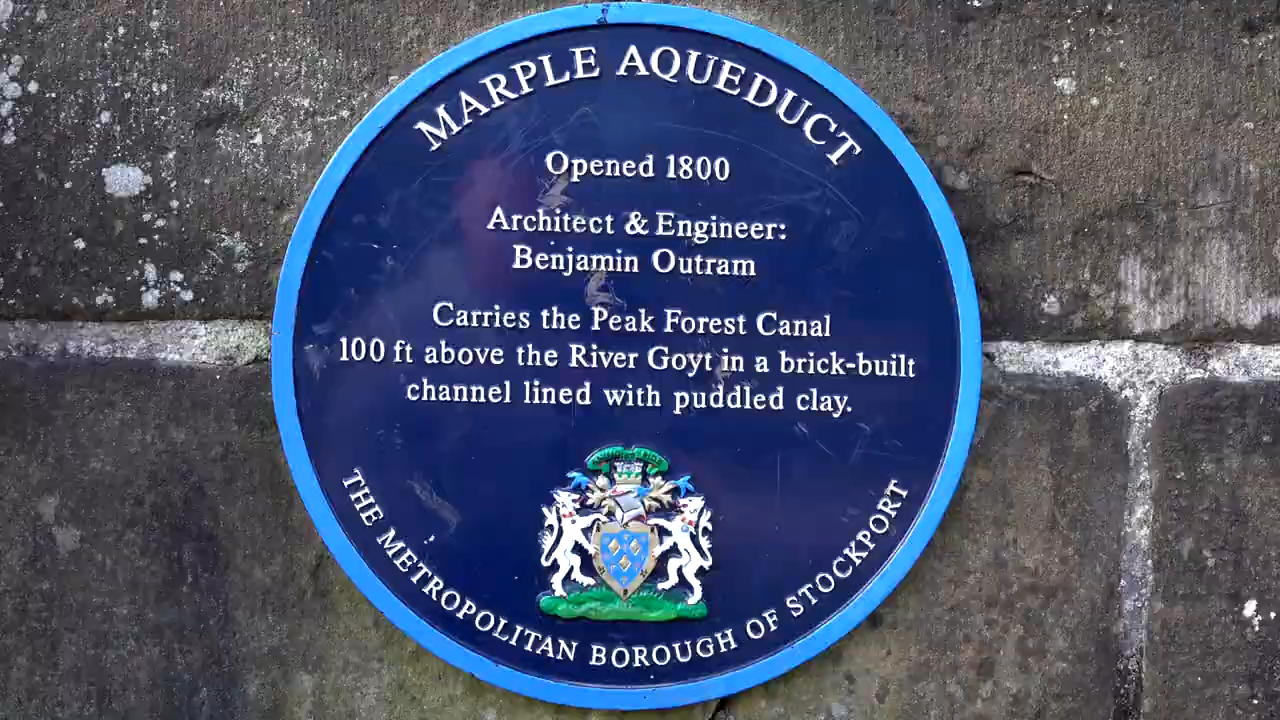 MARPLE AQUEDUCT
Opened 1800
Architect & Engineer:
Benjamin Outram
Carries the Peak Forest Canal
100 ft above the River Goyt in a brick-built
channel lined with puddled clay.
THE METROPOLITAN BOROUGH OF STOCKPORT